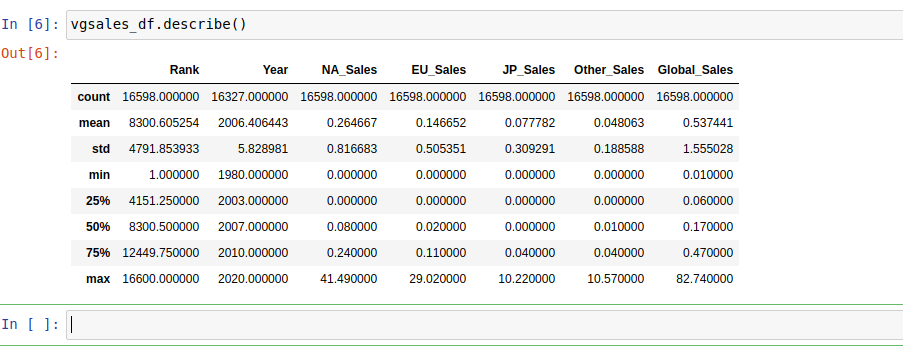 In [6]: vgsales_df.describe()
Out[6]:
Rank Year NA_Sales EU_Sales JP_Sales Other_Sales Global_Sales
count 16598.000000 16327.000000 16598.000000 16598.000000 16598.000000 16598.000000 16598.000000
mean 8300.605254 2006.406443 0.264667 0.146652 0.077782 0.048063 0.537441
std 4791.853933 5.828981 0.816683 0.505351 0.309291 0.188588 1.555028
min 1.000000 1980.000000 0.000000 0.000000 0.000000 0.000000 0.010000
25% 4151.250000 2003.000000 0.000000 0.000000 0.000000 0.000000 0.060000
50% 8300.500000 2007.000000 0.080000 0.020000 0.000000 0.010000 0.170000
75% 12449.750000 2010.000000 0.240000 0.110000 0.040000 0.040000 0.470000
max 16600.000000 2020.000000 41.490000 29.020000 10.220000 10.570000 82.740000
In [ ]: